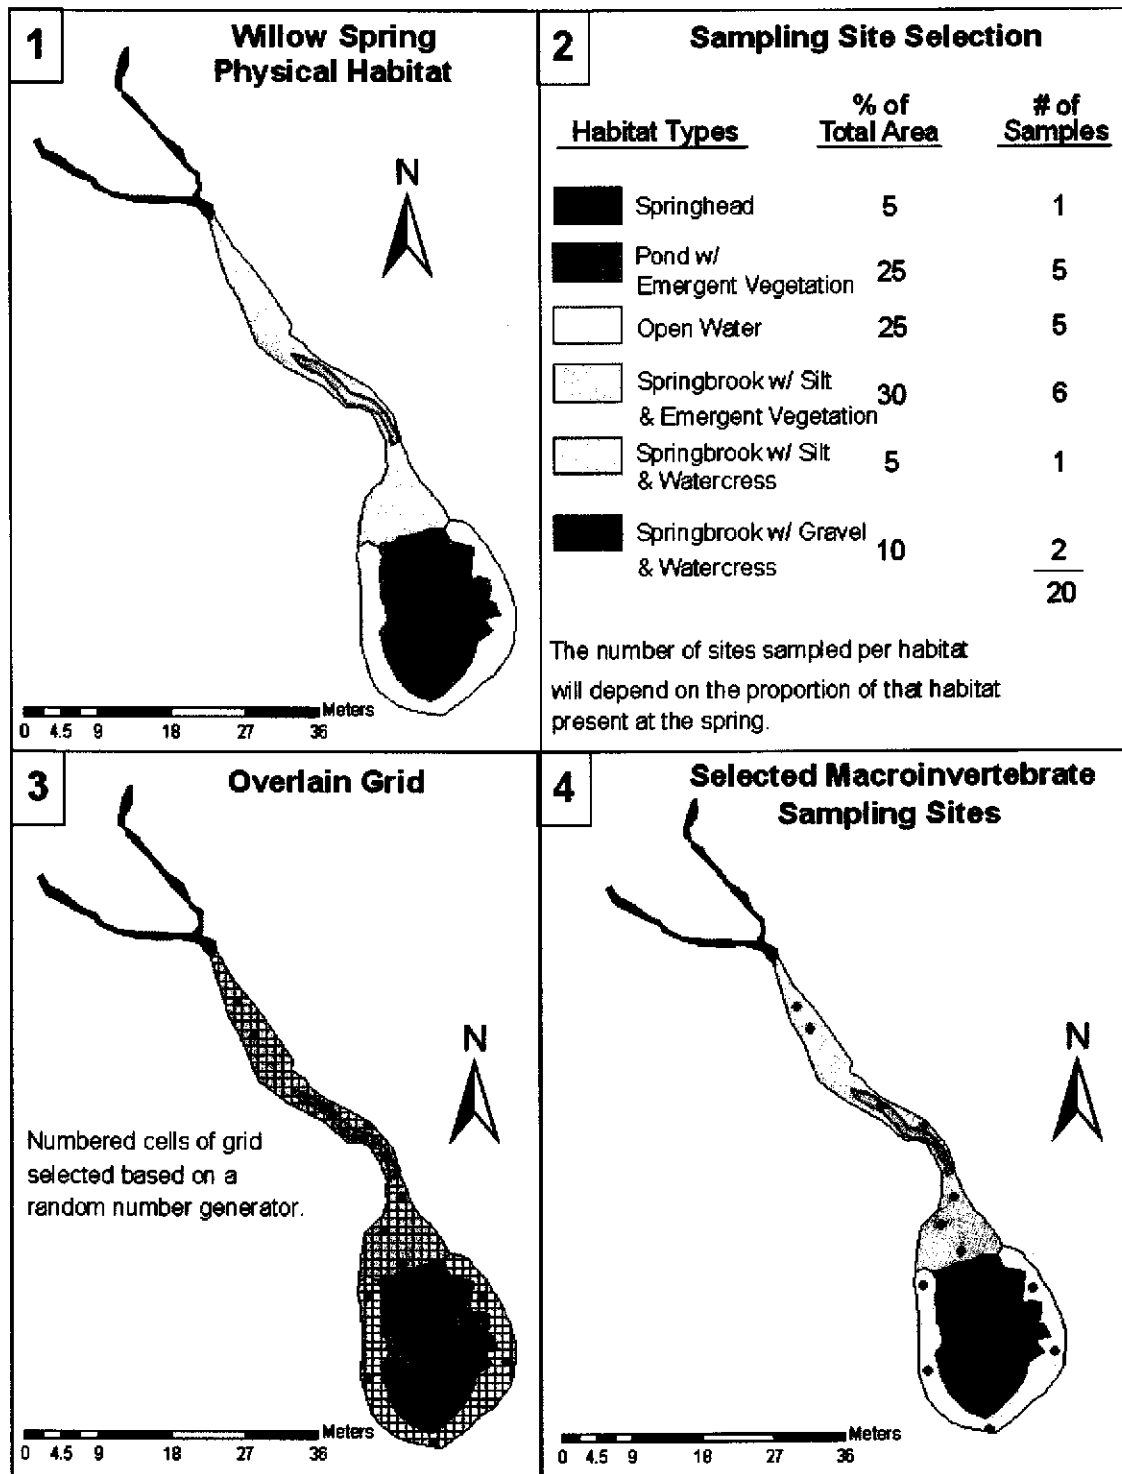 1
Willow Spring
Physical Habitat
N
Meters
0 4.5 9 18 27 36
2
Sampling Site Selection
Habitat Types
% of
Total Area
# of
Samples
Springhead 5 1
Pond w/
Emergent Vegetation 25 5
Open Water 25 5
Springbrook w/ Silt
& Emergent Vegetation 30 6
Springbrook w/ Silt
& Watercress 5 1
Springbrook w/ Gravel
& Watercress 10 2
20
The number of sites sampled per habitat
will depend on the proportion of that habitat
present at the spring.
3
Overlain Grid
N
Numbered cells of grid
selected based on a
random number generator.
Meters
0 4.5 9 18 27 36
4
Selected Macroinvertebrate
Sampling Sites
N
Meters
0 4.5 9 18 27 36